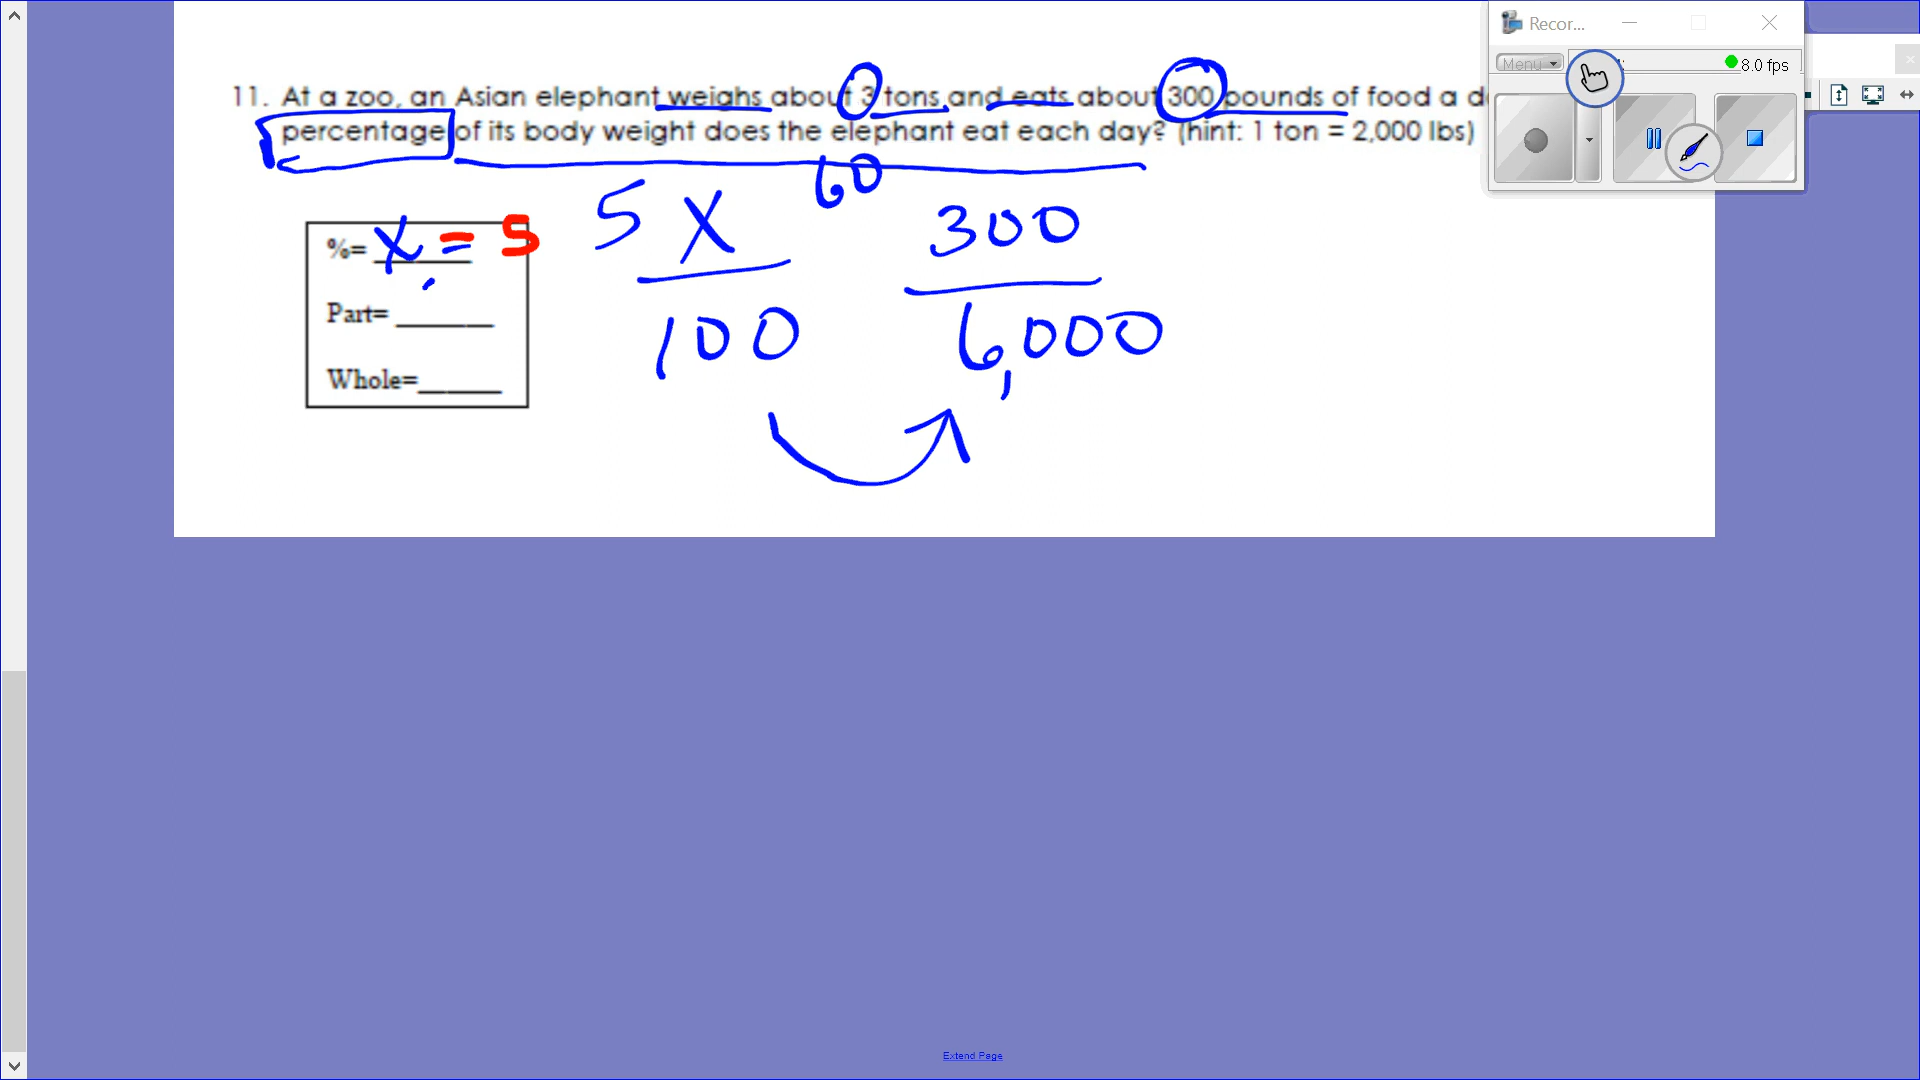 Recor...
Menu
8.0 fps
11. At a zoo, an Asian elephant weighs about 3 tons and eats about 300 pounds of food a
percentage of its body weight does the elephant eat each day? (hint: 1 ton = 2,000 lbs)
60
5 X
300
%= X = 5
100
6,000
Part= ______
Whole=______
Extend Page